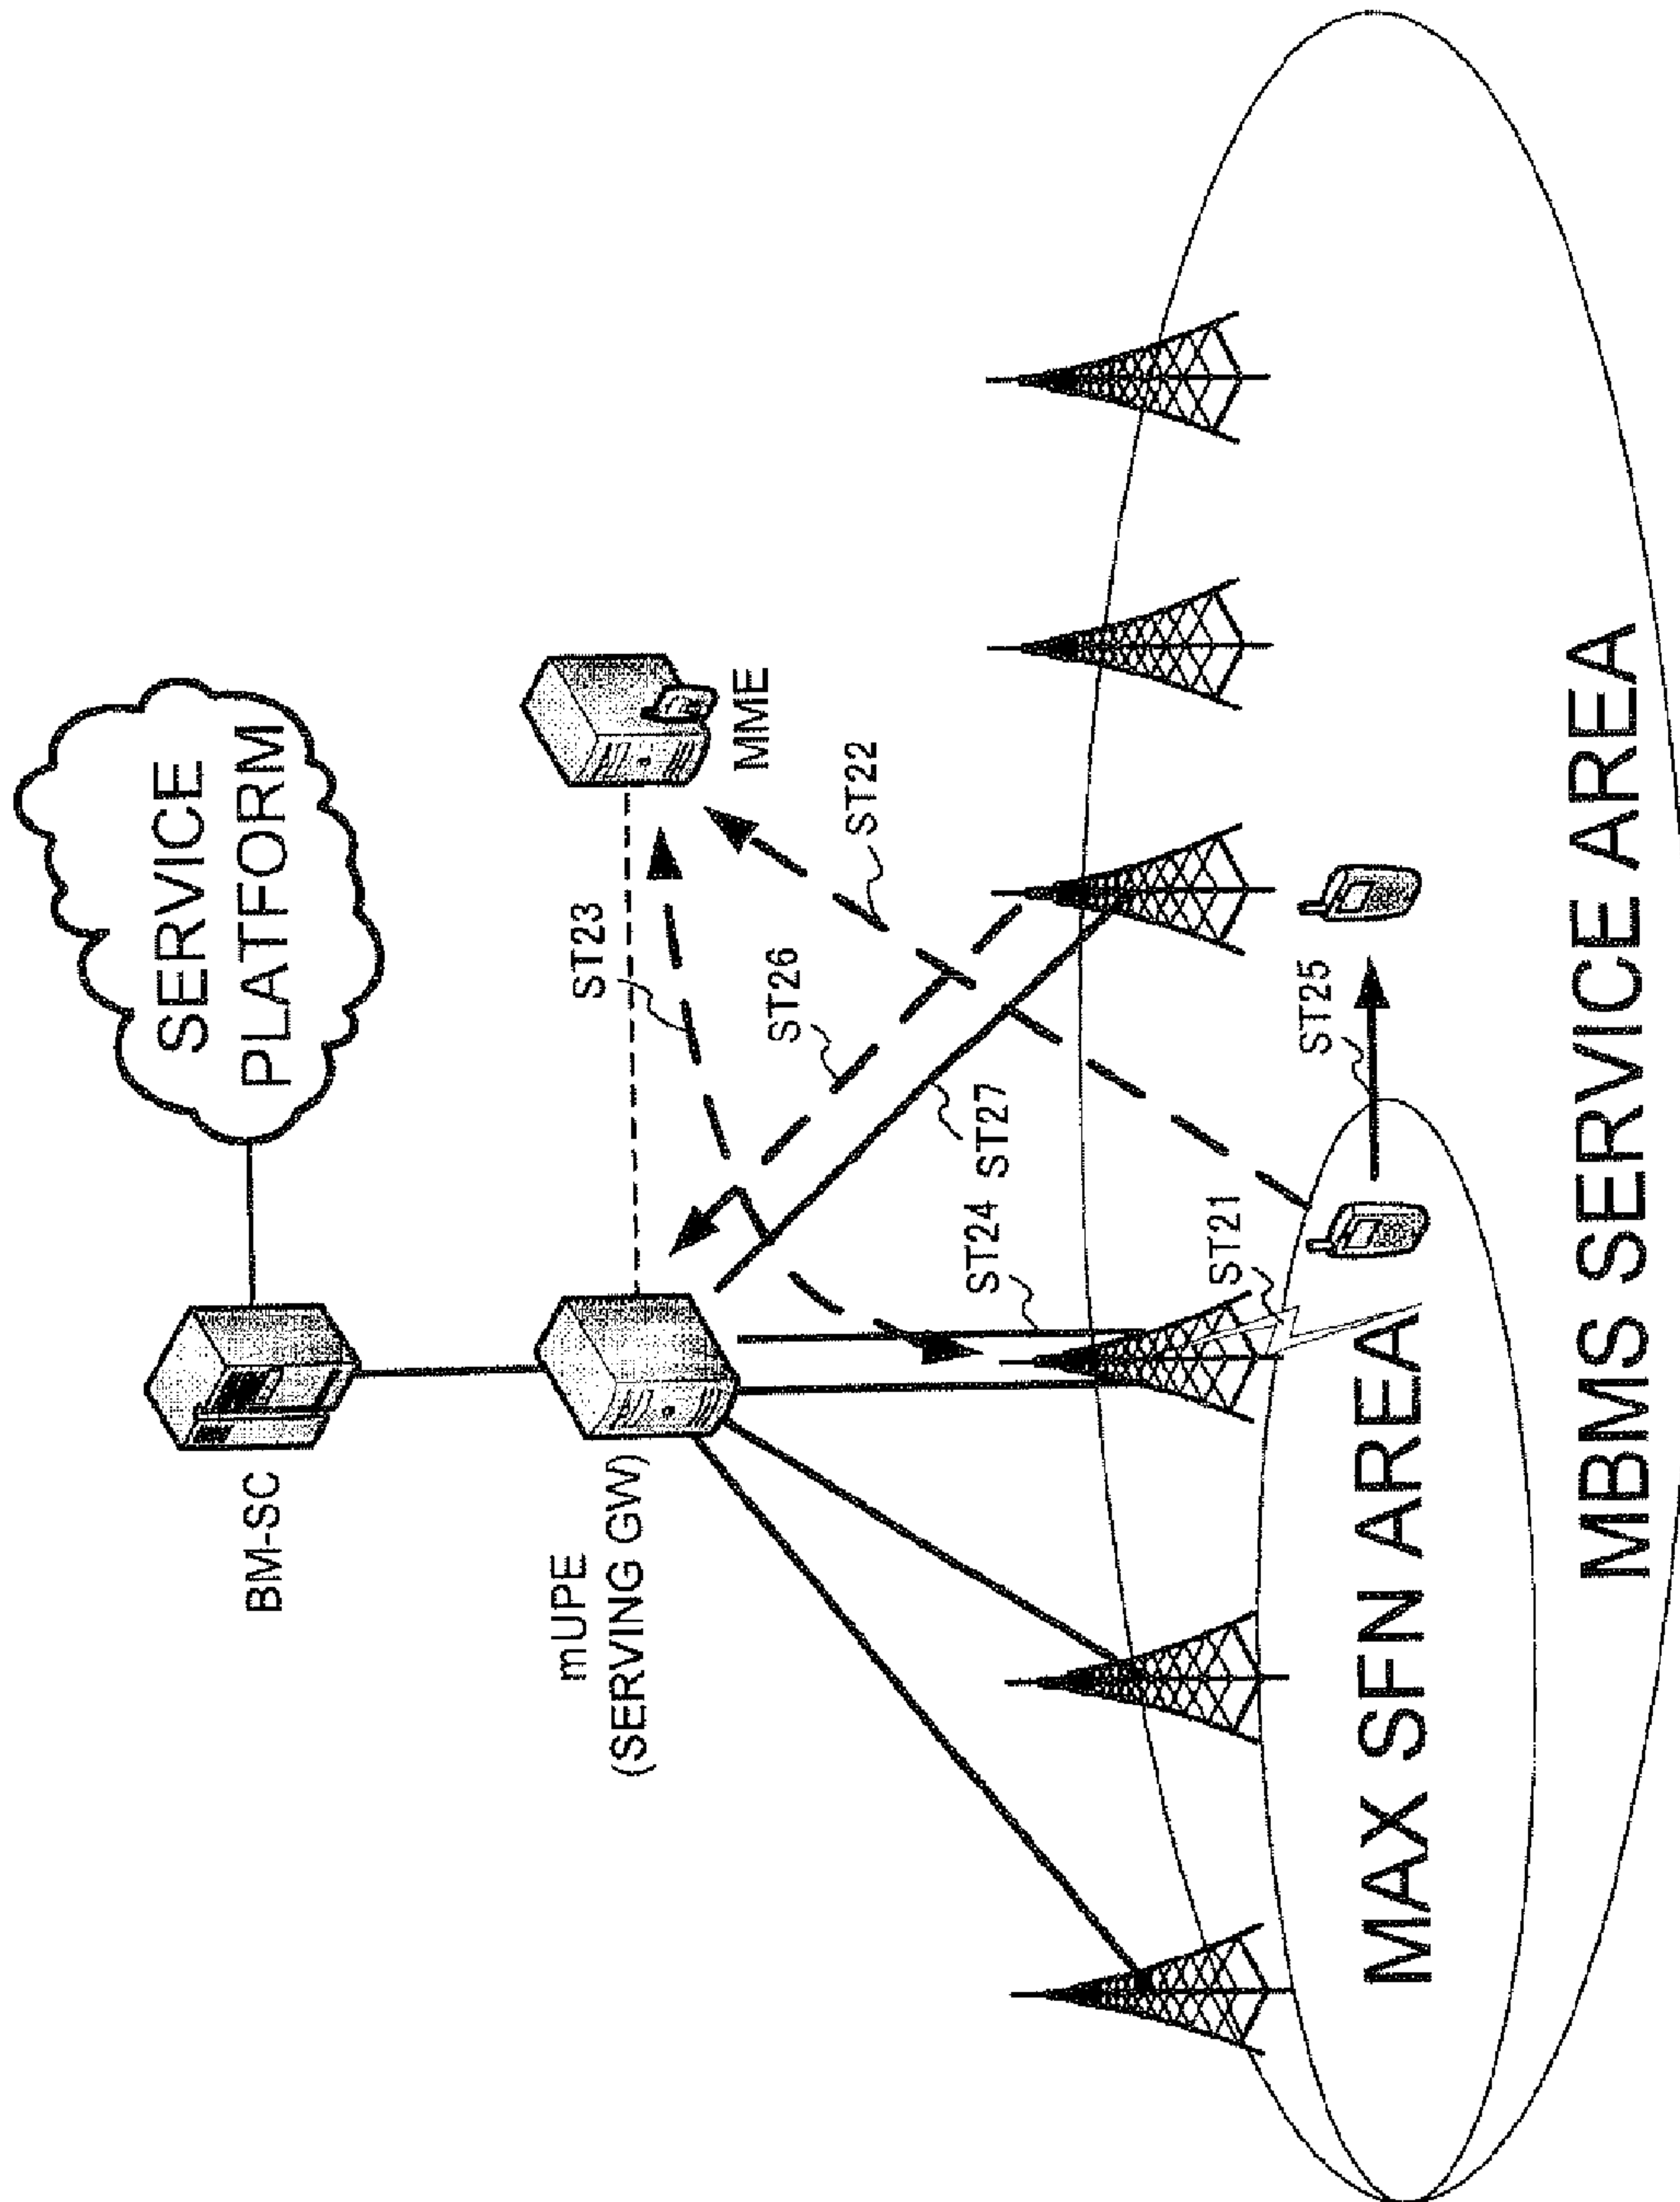 SERVICE
PLATFORM
BM-SC
mUPE
(SERVING GW)
MME
ST23
ST22
ST26
ST27
ST24
ST21
ST25
MAX SFN AREA
MBMS SERVICE AREA